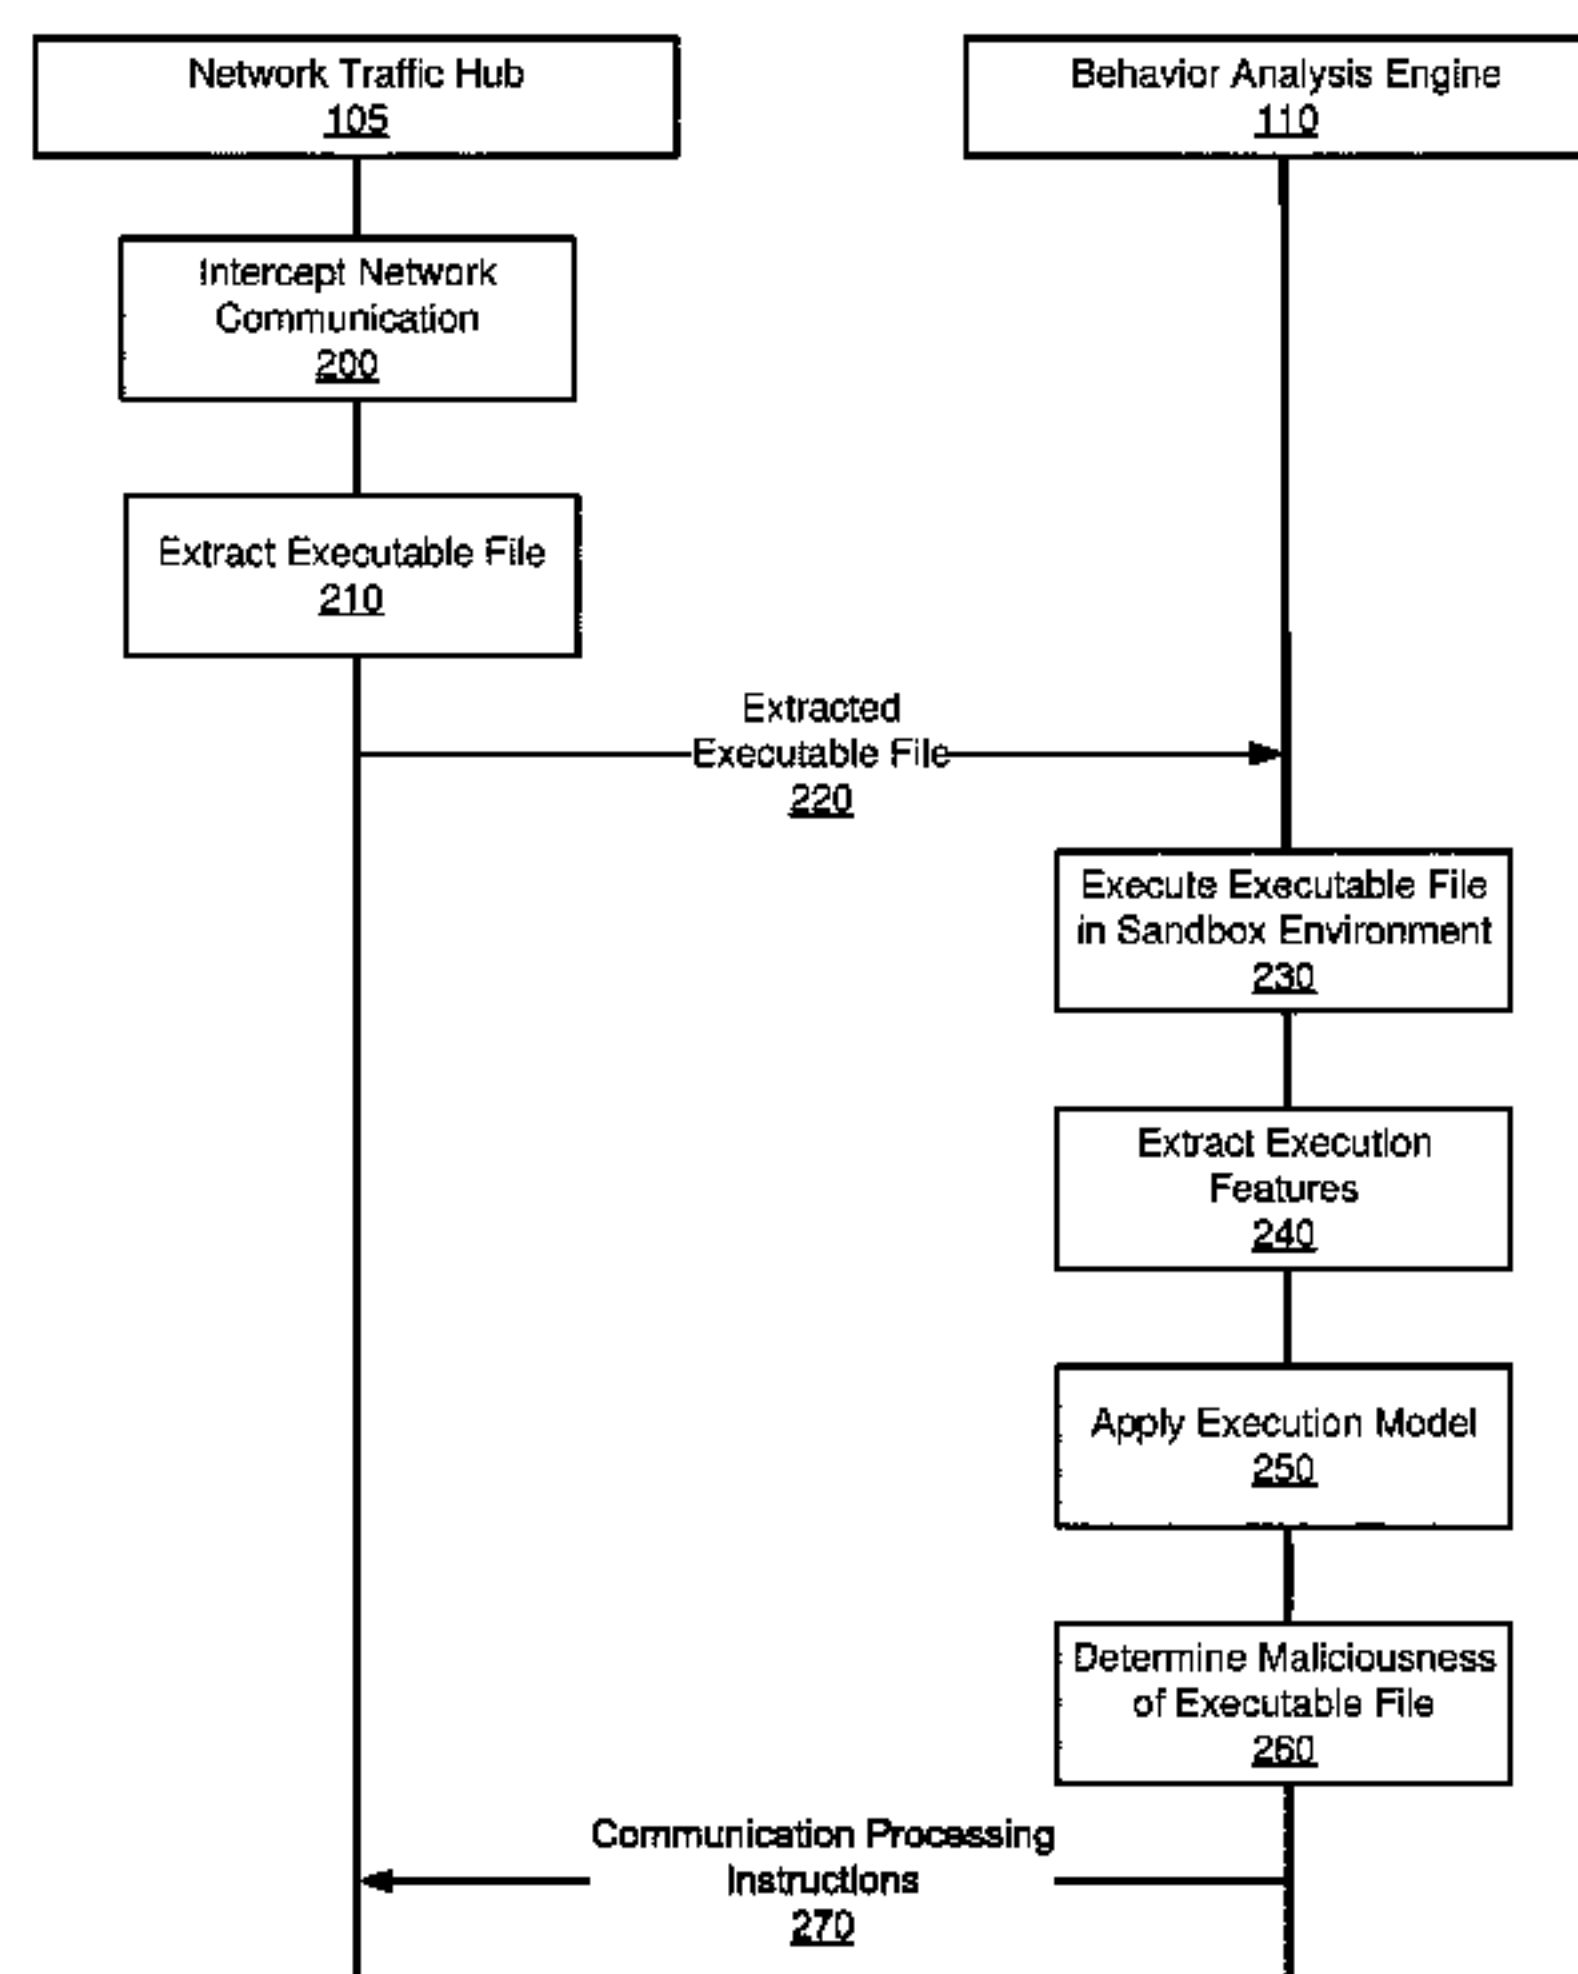 Network Traffic Hub
105
Behavior Analysis Engine
110
Intercept Network
Communication
200
Extract Executable File
210
Extracted
Executable File
220
Execute Executable File
in Sandbox Environment
230
Extract Execution
Features
240
Apply Execution Model
250
Determine Maliciousness
of Executable File
260
Communication Processing
Instructions
270